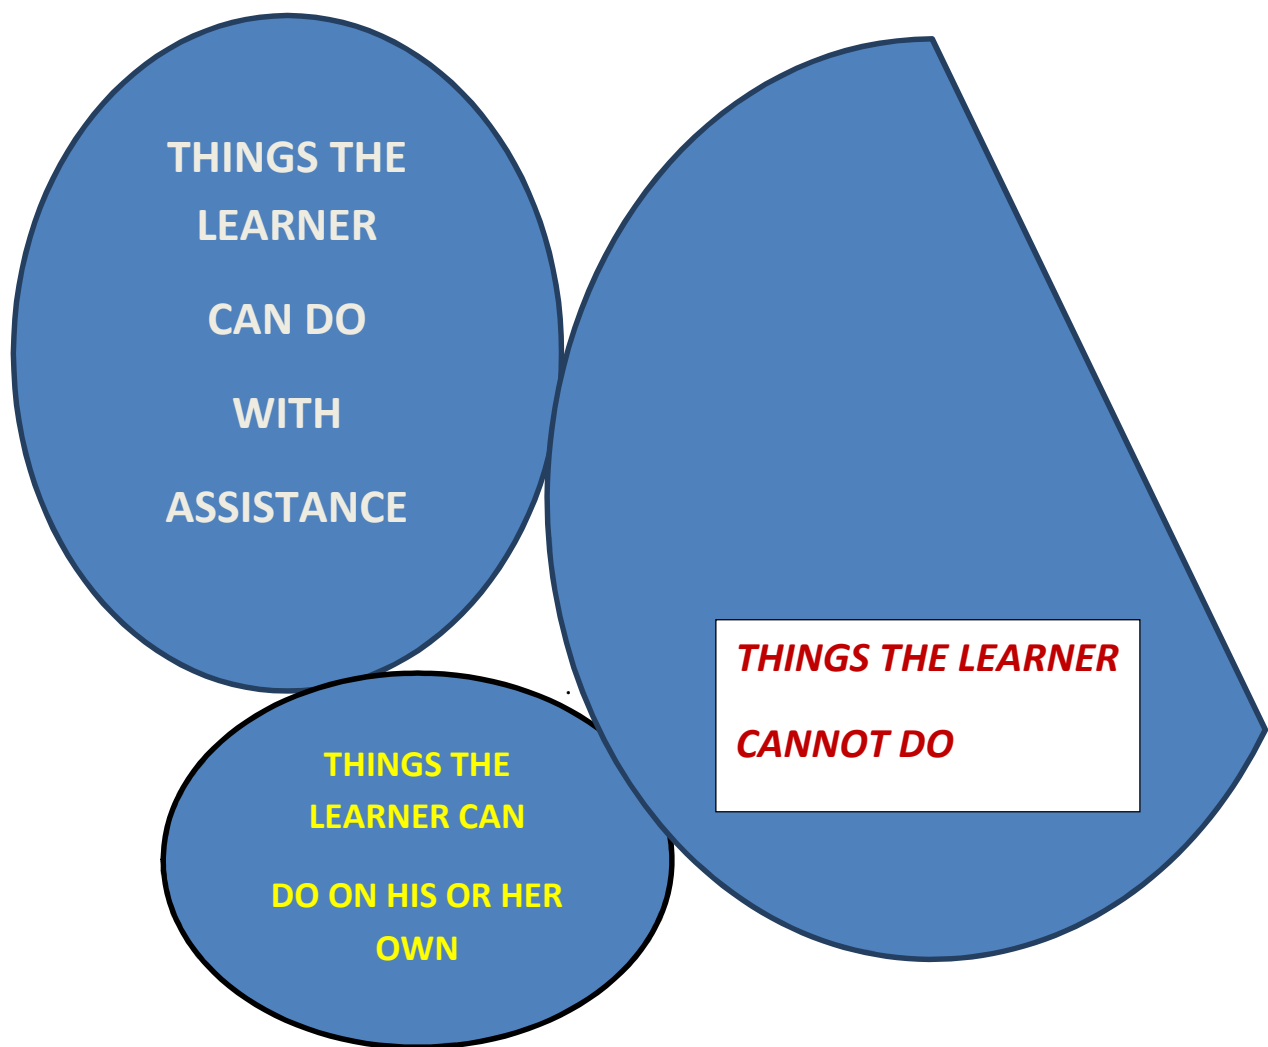 THINGS THE
LEARNER
CAN DO
WITH
ASSISTANCE
THINGS THE LEARNER
CANNOT DO
THINGS THE
LEARNER CAN
DO ON HIS OR HER
OWN